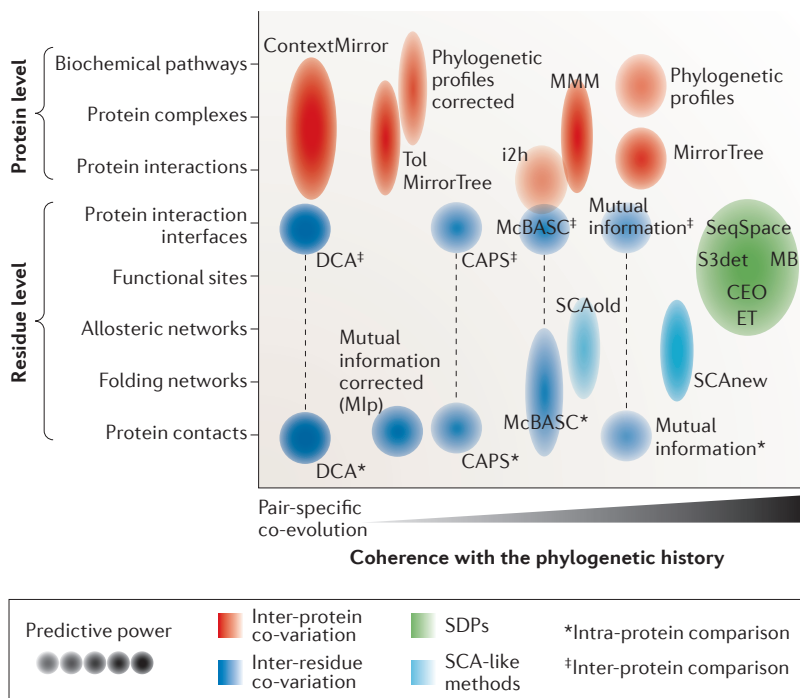 Protein level
Biochemical pathways
Protein complexes
Protein interactions
Residue level
Protein interaction
interfaces
Functional sites
Allosteric networks
Folding networks
Protein contacts
ContextMirror
Phylogenetic
profiles
corrected
Tol
MirrorTree
MMM
i2h
Phylogenetic
profiles
MirrorTree
DCA‡
CAPS‡
McBASC‡
Mutual
information‡
SeqSpace
S3det MB
CEO
ET
SCAold
SCAnew
Mutual
information
corrected
(MIp)
DCA*
CAPS*
McBASC*
Mutual
information*
Pair-specific
co-evolution
Coherence with the phylogenetic history
Predictive power
Inter-protein
co-variation
Inter-residue
co-variation
SDPs
SCA-like
methods
*Intra-protein comparison
‡Inter-protein comparison